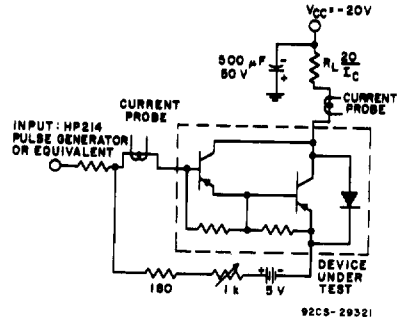 VCC=-20V
500 μF
50 V
RL 20/IC
CURRENT
PROBE
CURRENT
PROBE
INPUT: HP214
PULSE GENERATOR
OR EQUIVALENT
DEVICE
UNDER
TEST
180
1 k
5 V
92CS-29321